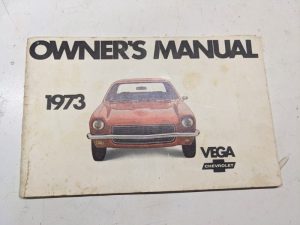 OWNER'S MANUAL
1973
VEGA
CHEVROLET